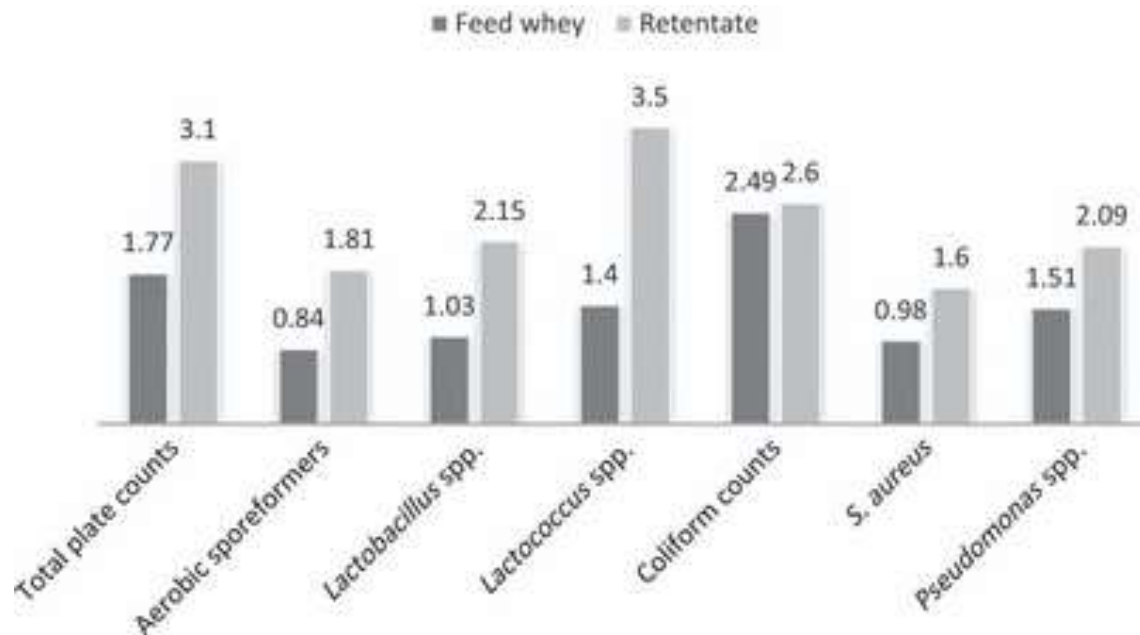 Feed whey Retentate
3.1
1.77
1.81
0.84
2.15
1.03
3.5
1.4
2.49
2.6
1.6
0.98
2.09
1.51
Total plate counts
Aerobic sporeformers
Lactobacillus spp.
Lactococcus spp.
Coliform counts
S. aureus
Pseudomonas spp.